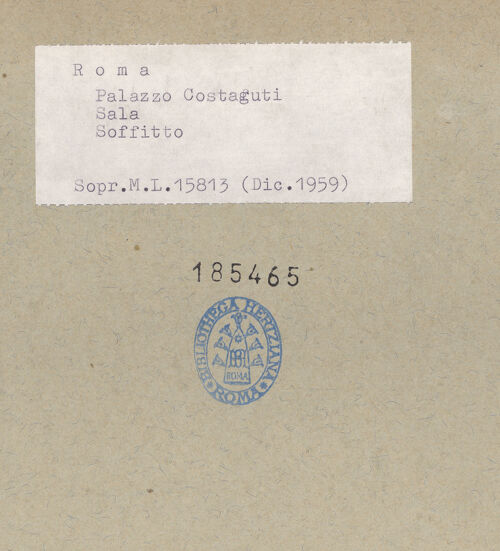 Roma
Palazzo Costaguti
Sala
Soffitto
Sopr.M.L.15813 (Dic.1959)
185465
BIBLIOTHECA HERTZIANA
ROMA
ROMA